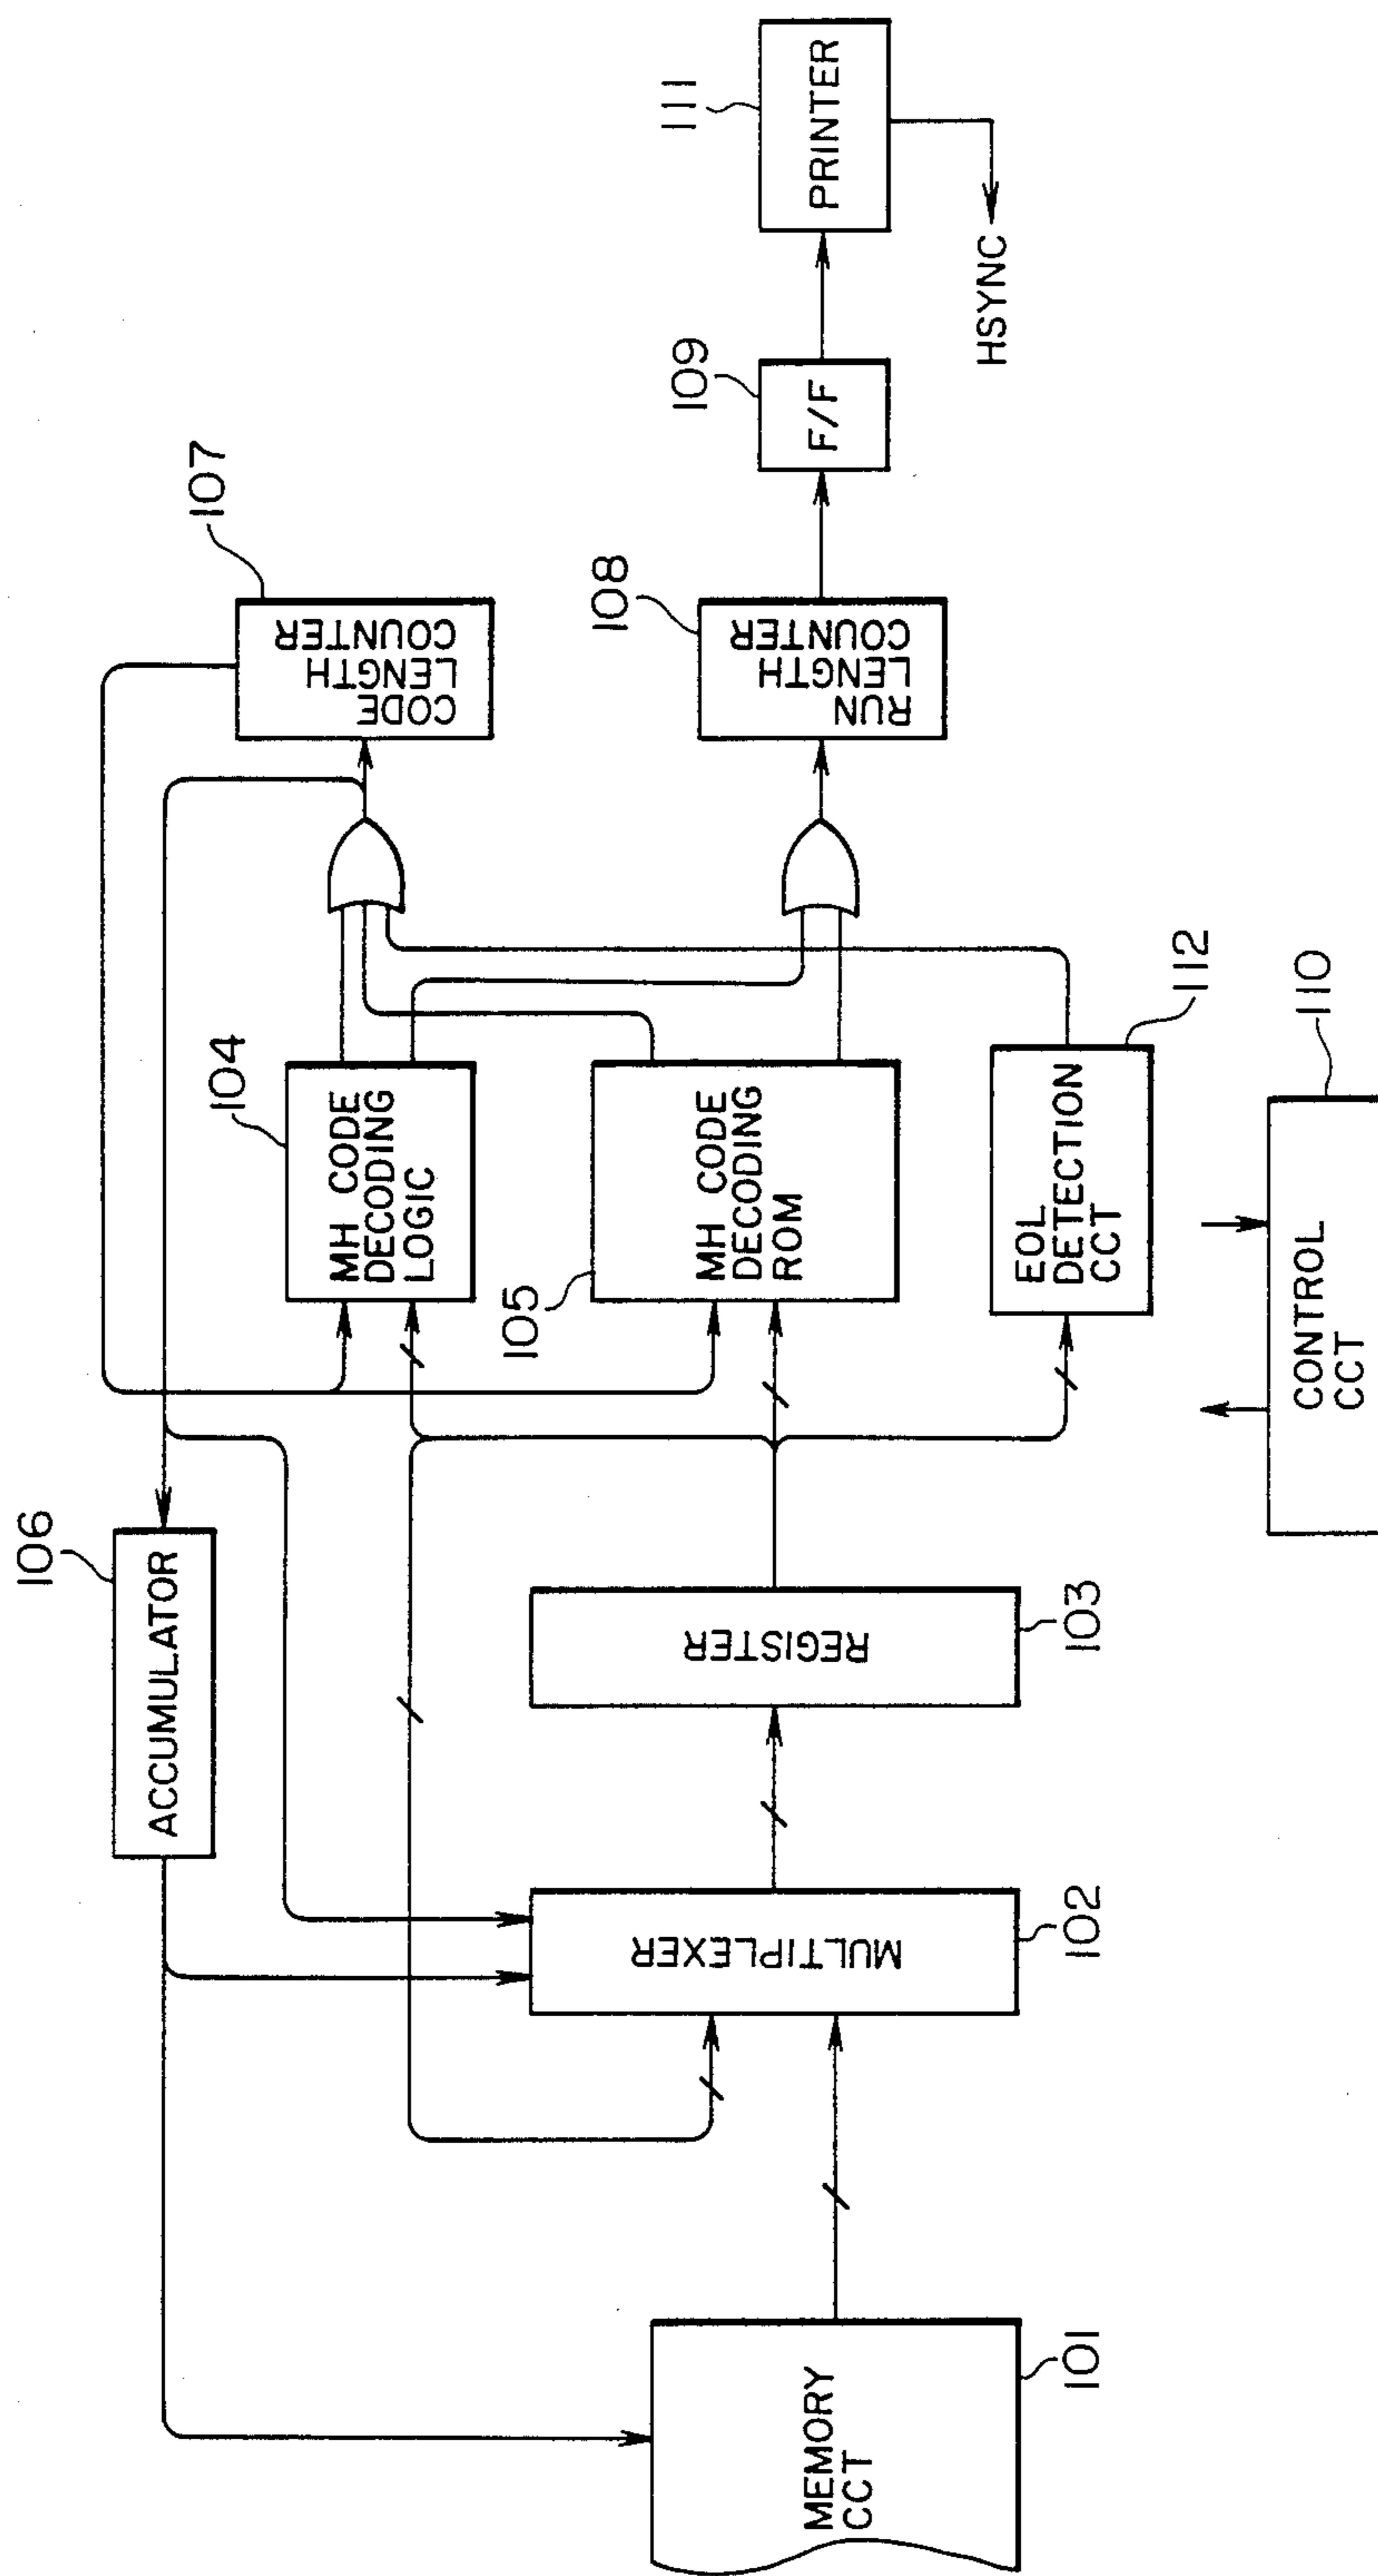 106
ACCUMULATOR
107
CODE
LENGTH
COUNTER
104
MH CODE
DECODING
LOGIC
105
MH CODE
DECODING
ROM
108
RUN
LENGTH
COUNTER
109
F/F
111
PRINTER
HSYNC
MEMORY
CCT
101
MULTIPLEXER
102
REGISTER
103
EOL
DETECTION
CCT
112
CONTROL
CCT
110